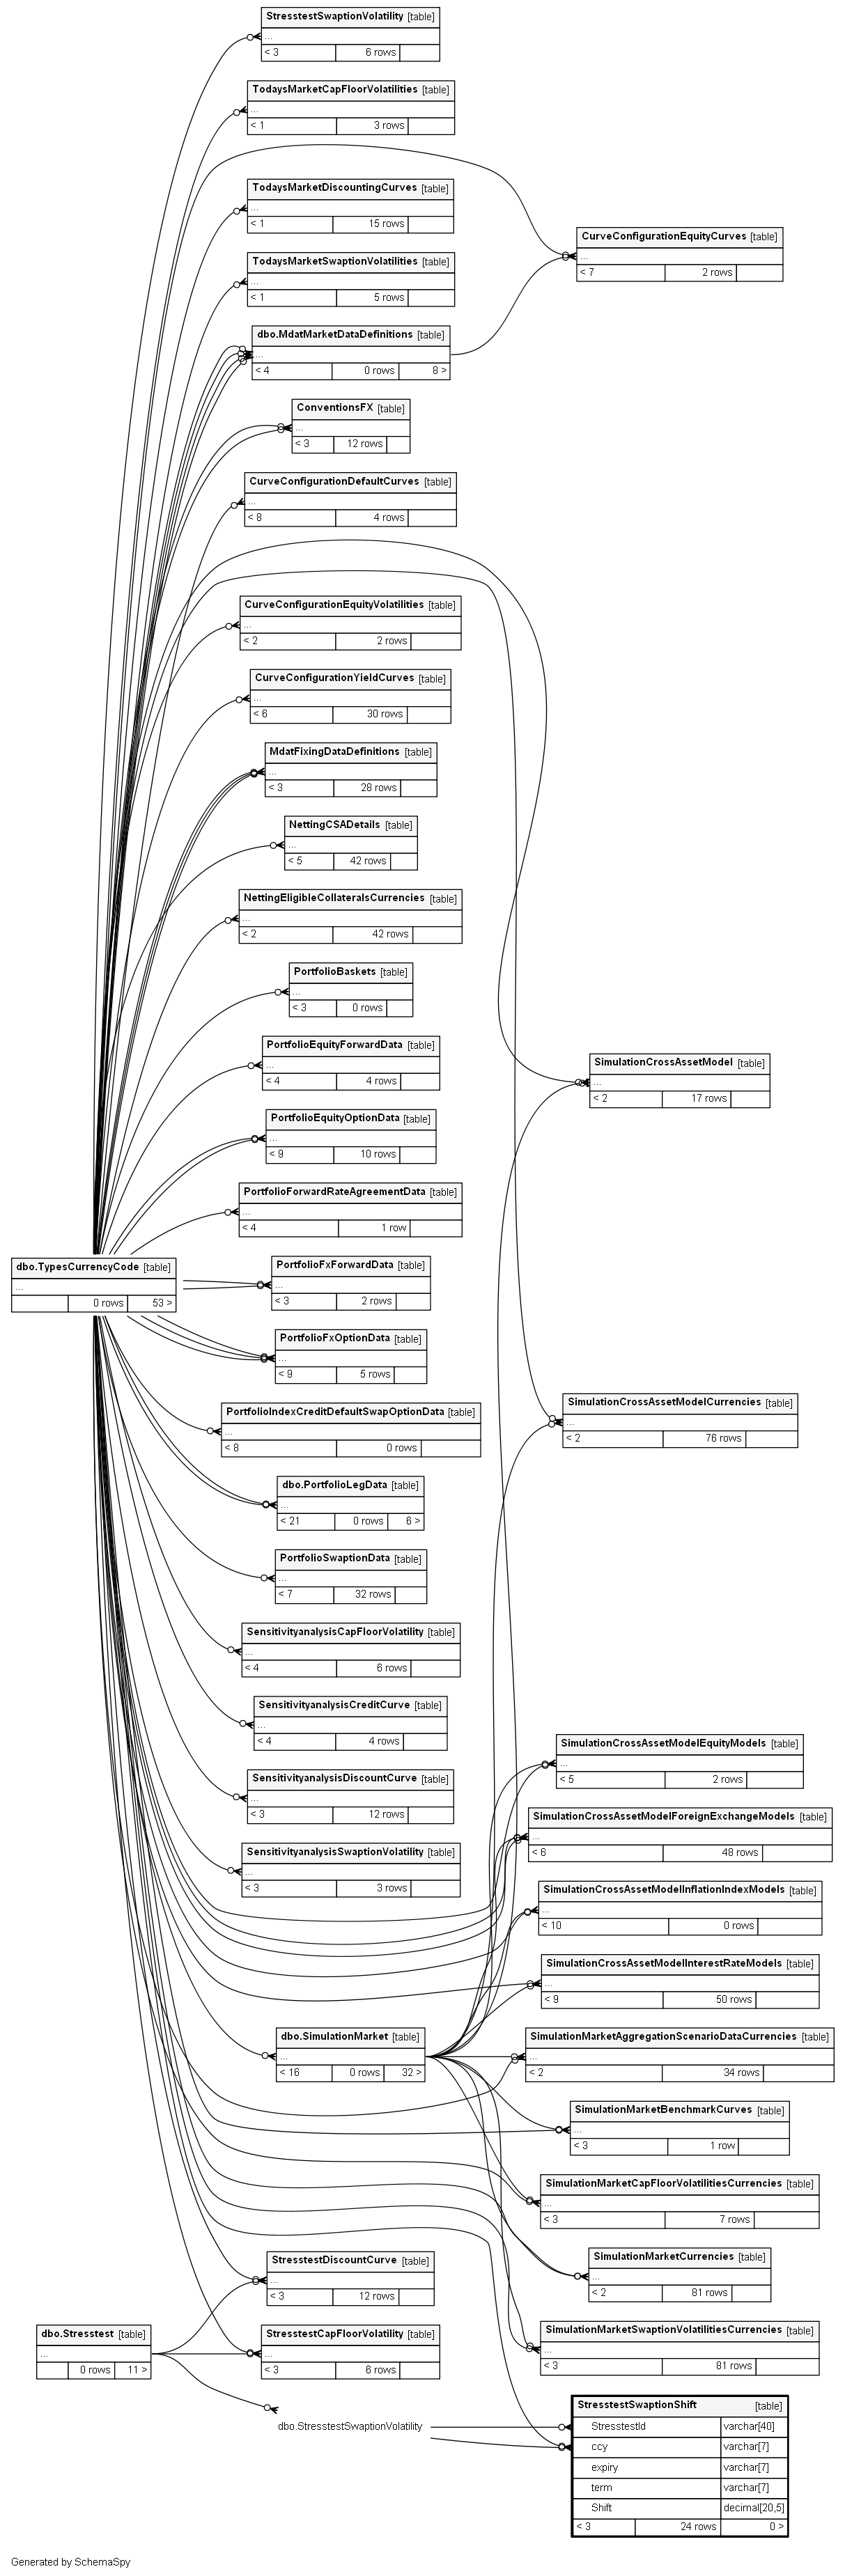 StresstestSwaptionVolatility [table]
...
< 3 6 rows
TodaysMarketCapFloorVolatilities [table]
...
< 1 3 rows
TodaysMarketDiscountingCurves [table]
...
< 1 15 rows
CurveConfigurationEquityCurves [table]
...
< 7 2 rows
TodaysMarketSwaptionVolatilities [table]
...
< 1 5 rows
dbo.MdatMarketDataDefinitions [table]
...
< 4 0 rows 8 >
ConventionsFX [table]
...
< 3 12 rows
CurveConfigurationDefaultCurves [table]
...
< 8 4 rows
CurveConfigurationEquityVolatilities [table]
...
< 2 2 rows
CurveConfigurationYieldCurves [table]
...
< 6 30 rows
MdatFixingDataDefinitions [table]
...
< 3 28 rows
NettingCSADetails [table]
...
< 5 42 rows
NettingEligibleCollateralsCurrencies [table]
...
< 2 42 rows
PortfolioBaskets [table]
...
< 3 0 rows
PortfolioEquityForwardData [table]
...
< 4 4 rows
SimulationCrossAssetModel [table]
...
< 2 17 rows
PortfolioEquityOptionData [table]
...
< 9 10 rows
PortfolioForwardRateAgreementData [table]
...
< 4 1 row
dbo.TypesCurrencyCode [table]
...
0 rows 53 >
PortfolioFxForwardData [table]
...
< 3 2 rows
PortfolioFxOptionData [table]
...
< 9 5 rows
SimulationCrossAssetModelCurrencies [table]
...
< 2 76 rows
PortfolioIndexCreditDefaultSwapOptionData [table]
...
< 8 0 rows
dbo.PortfolioLegData [table]
...
< 21 0 rows 6 >
PortfolioSwaptionData [table]
...
< 7 32 rows
SensitivityanalysisCapFloorVolatility [table]
...
< 4 6 rows
SensitivityanalysisCreditCurve [table]
...
< 4 4 rows
SimulationCrossAssetModelEquityModels [table]
...
< 5 2 rows
SensitivityanalysisDiscountCurve [table]
...
< 3 12 rows
SimulationCrossAssetModelForeignExchangeModels [table]
...
< 6 48 rows
SensitivityanalysisSwaptionVolatility [table]
...
< 3 3 rows
SimulationCrossAssetModelInflationIndexModels [table]
...
< 10 0 rows
SimulationCrossAssetModelInterestRateModels [table]
...
< 9 50 rows
dbo.SimulationMarket [table]
...
< 16 0 rows 32 >
SimulationMarketAggregationScenarioDataCurrencies [table]
...
< 2 34 rows
SimulationMarketBenchmarkCurves [table]
...
< 3 1 row
SimulationMarketCapFloorVolatilitiesCurrencies [table]
...
< 3 7 rows
StresstestDiscountCurve [table]
...
< 3 12 rows
SimulationMarketCurrencies [table]
...
< 2 81 rows
dbo.Stresstest [table]
...
0 rows 11 >
StresstestCapFloorVolatility [table]
...
< 3 6 rows
SimulationMarketSwaptionVolatilitiesCurrencies [table]
...
< 3 81 rows
dbo.StresstestSwaptionVolatility
StresstestSwaptionShift [table]
StresstestId varchar[40]
ccy varchar[7]
expiry varchar[7]
term varchar[7]
Shift decimal[20,5]
< 3 24 rows 0 >
Generated by SchemaSpy